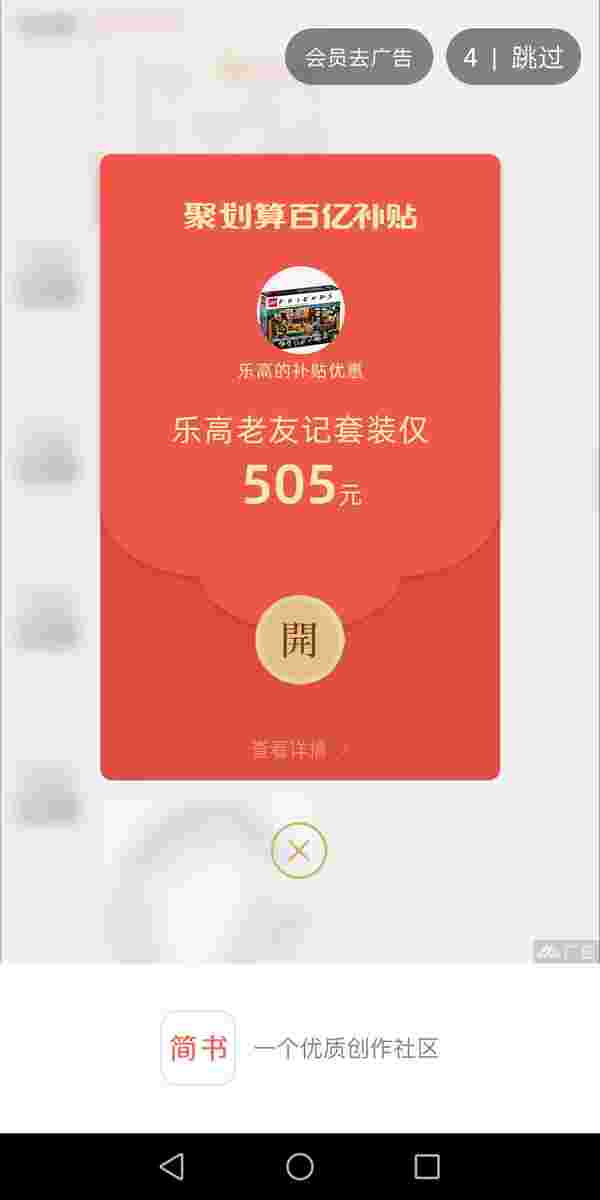 会员去广告
4 | 跳过
聚划算百亿补贴
FRIENDS
乐高的补贴优惠
乐高老友记套装仅
505元
開
查看详情 >
广告
简书
一个优质创作社区